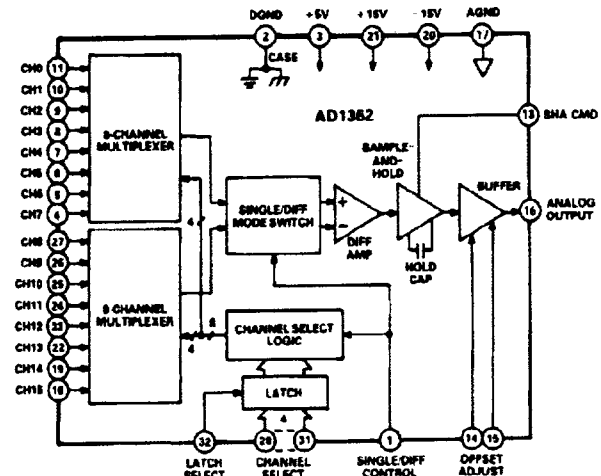 DGND +5V +15V -15V AGND
2 3 21 20 17
CASE
CH0 11
CH1 10
CH2 9
CH3 8
CH4 7
CH5 6
CH6 5
CH7 4
8-CHANNEL
MULTIPLEXER
AD1362
13 SHA CMD
SAMPLE-
AND-
HOLD
BUFFER
SINGLE/DIFF
MODE SWITCH
+
-
DIFF
AMP
HOLD
CAP
16 ANALOG
OUTPUT
4
CH8 27
CH9 26
CH10 25
CH11 24
CH12
CH13 22
CH14 19
CH15 18
8-CHANNEL
MULTIPLEXER
8
4
CHANNEL SELECT
LOGIC
LATCH
4
32 28 31 1 14 15
LATCH
SELECT
CHANNEL
SELECT
SINGLE/DIFF
CONTROL
OFFSET
ADJUST